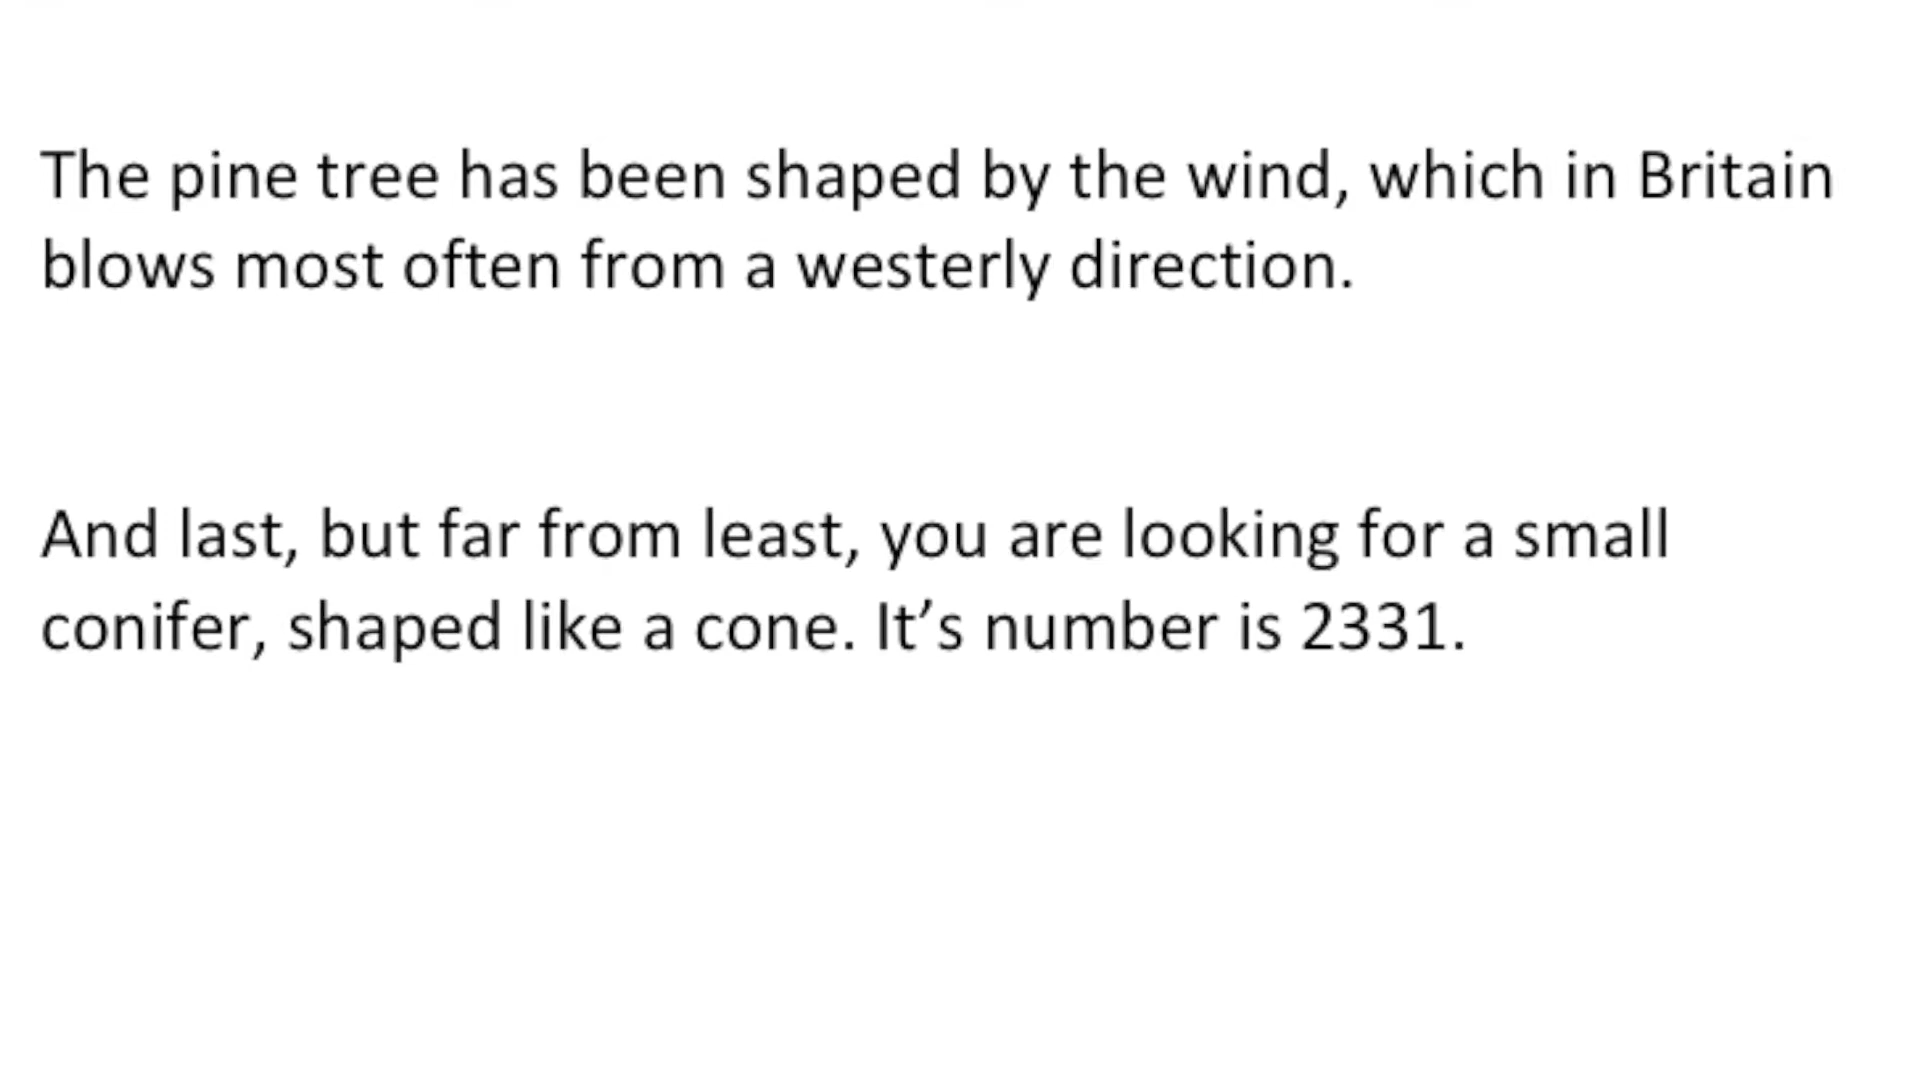 The pine tree has been shaped by the wind, which in Britain
blows most often from a westerly direction.
And last, but far from least, you are looking for a small
conifer, shaped like a cone. It’s number is 2331.